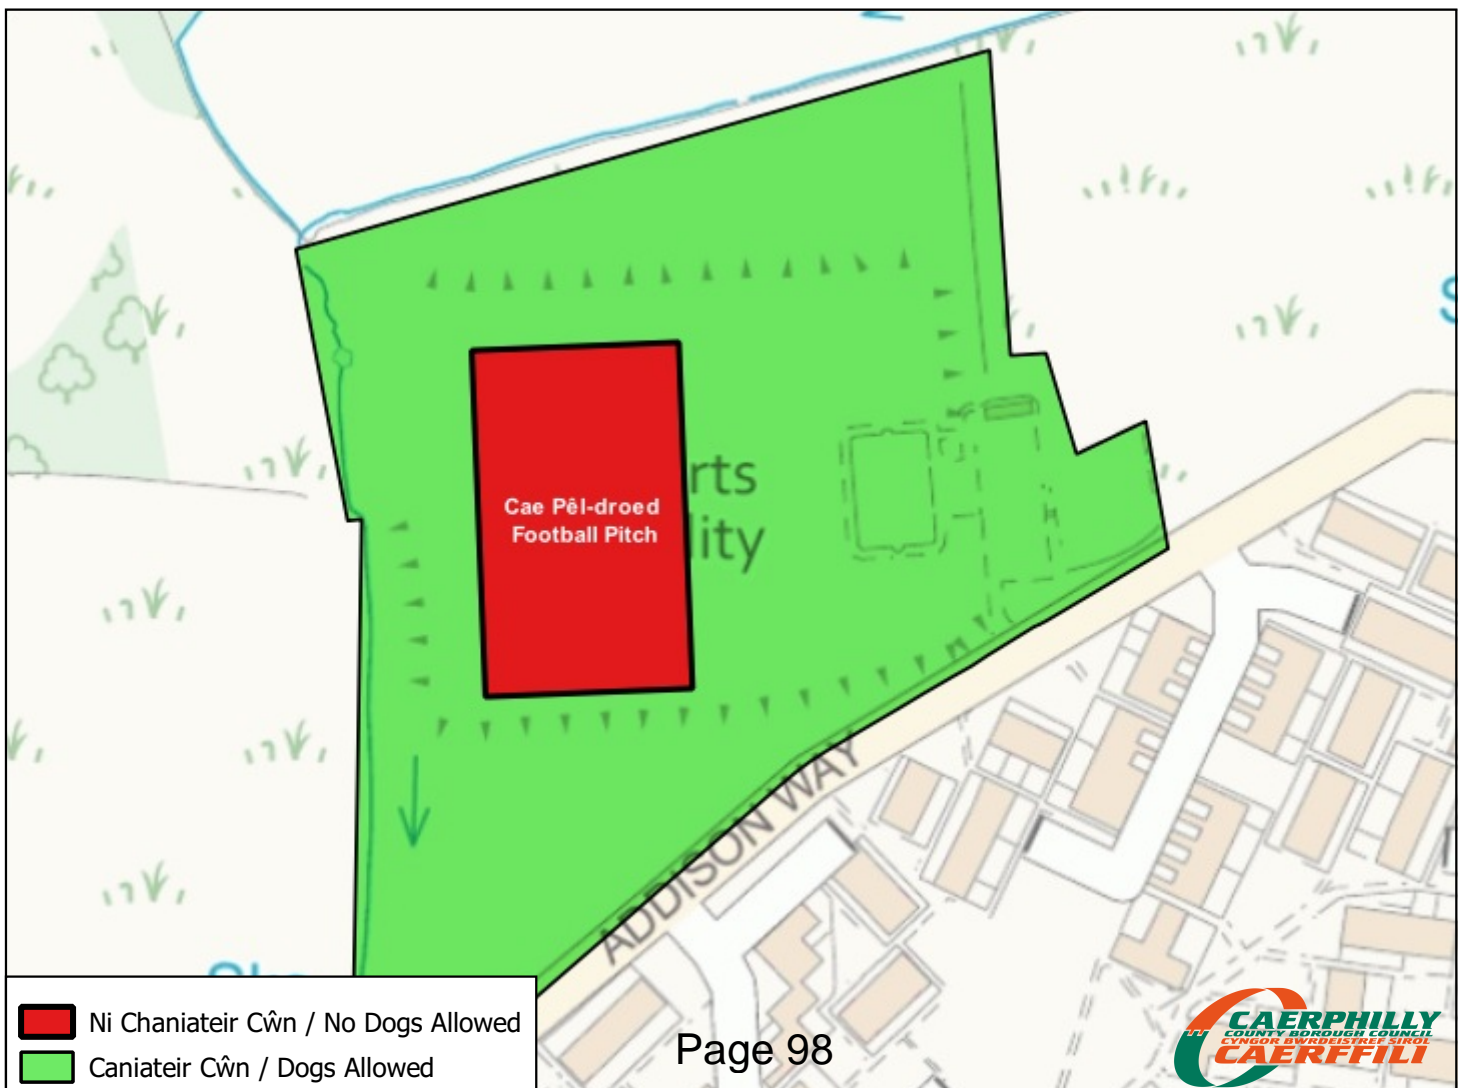 rts
lity
Cae Pêl-droed
Football Pitch
ADDISON WAY
Ni Chaniateir Cŵn / No Dogs Allowed
Caniateir Cŵn / Dogs Allowed
Page 98
CAERPHILLY
COUNTY BOROUGH COUNCIL
CYNGOR BWRDEISTREF SIROL
CAERFFILI